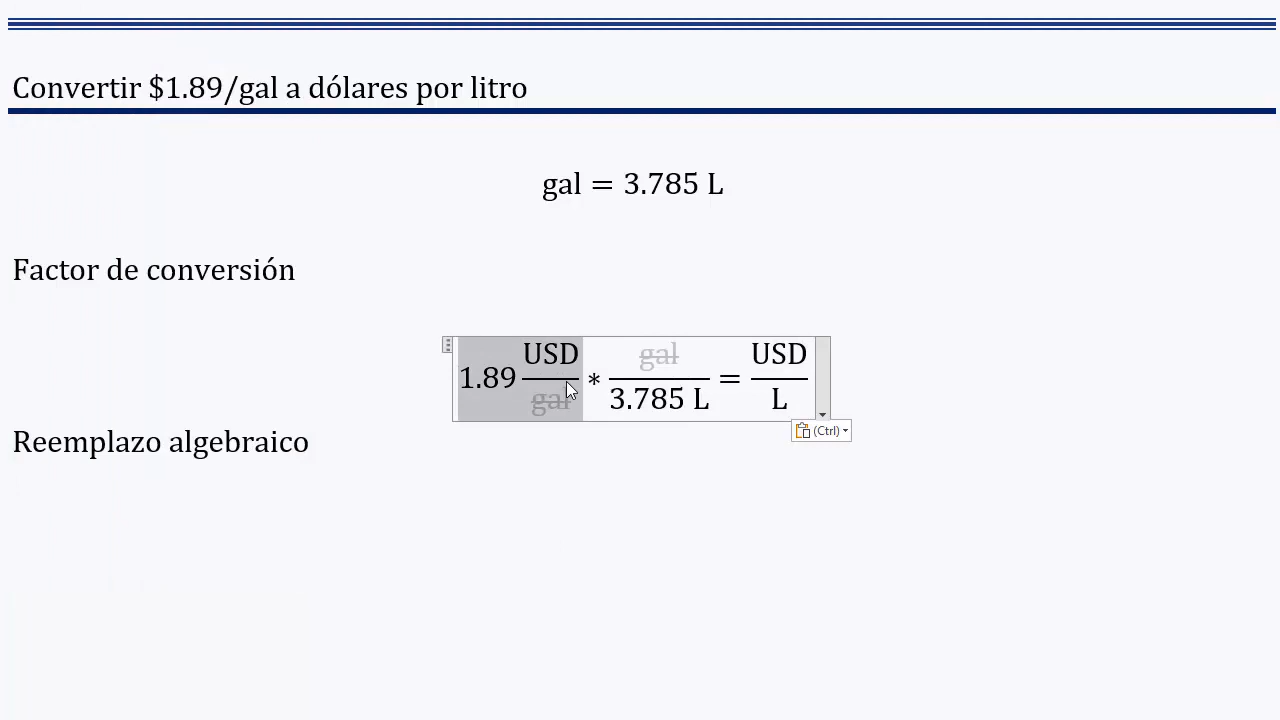 Convertir $1.89/gal a dólares por litro
gal = 3.785 L
Factor de conversión
1.89 USD/gal * gal/3.785 L = USD/L
(Ctrl)
Reemplazo algebraico